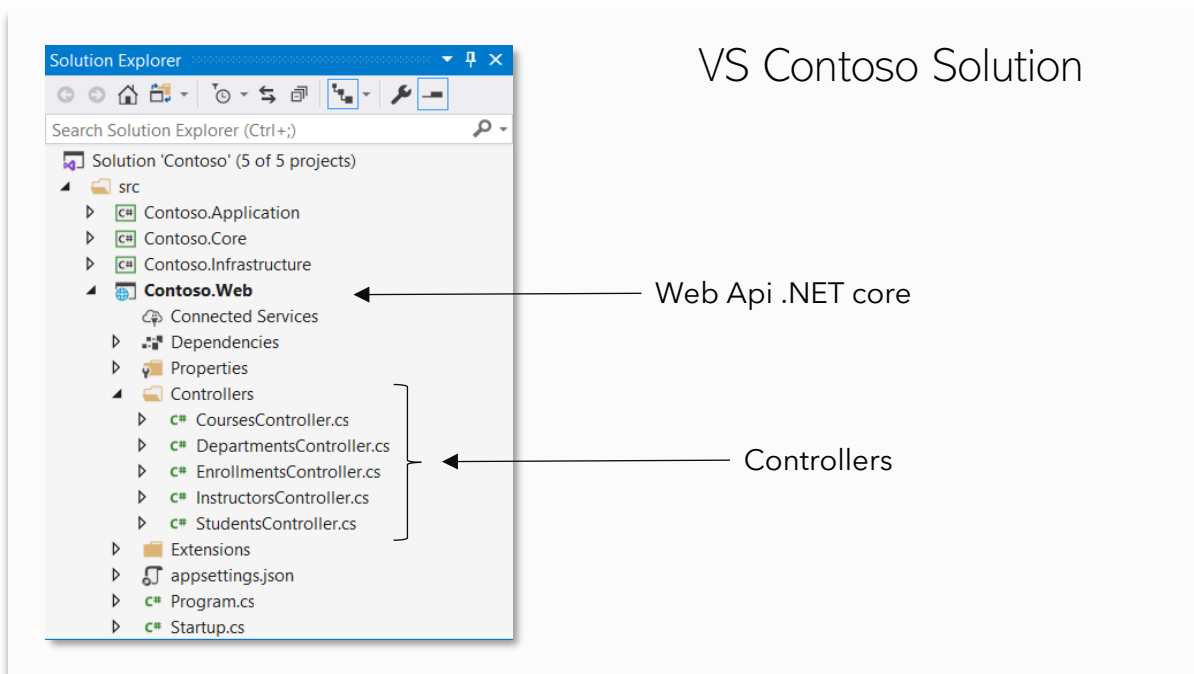 VS Contoso Solution
Solution Explorer
Search Solution Explorer (Ctrl+;)
Solution 'Contoso' (5 of 5 projects)
src
C# Contoso.Application
C# Contoso.Core
C# Contoso.Infrastructure
Contoso.Web
Web Api .NET core
Connected Services
Dependencies
Properties
Controllers
C# CoursesController.cs
C# DepartmentsController.cs
C# EnrollmentsController.cs
Controllers
C# InstructorsController.cs
C# StudentsController.cs
Extensions
appsettings.json
C# Program.cs
C# Startup.cs